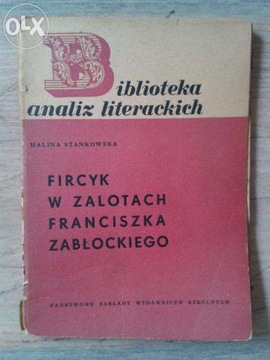 OLX
Biblioteka
analiz literackich
HALINA STANKOWSKA
FIRCYK
W ZALOTACH
FRANCISZKA
ZABŁOCKIEGO
PAŃSTWOWE ZAKŁADY WYDAWNICTW SZKOLNYCH